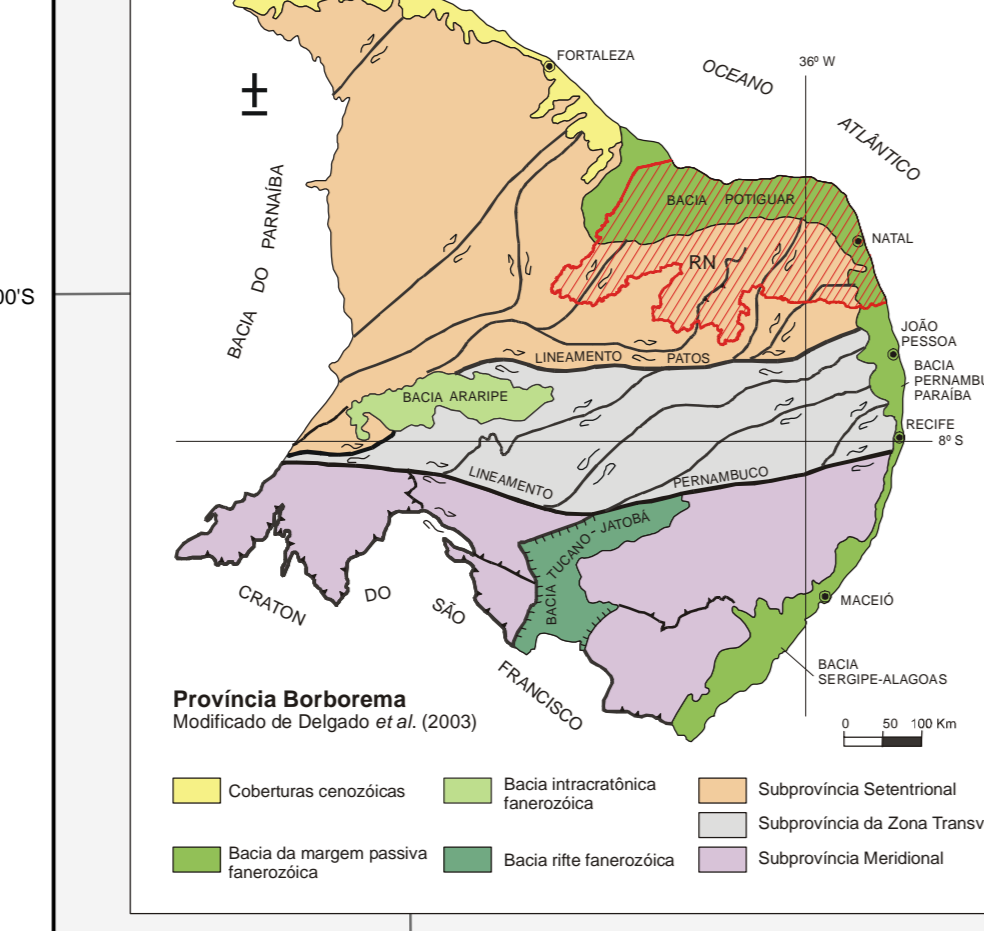 FORTALEZA
OCEANO
36º W
ATLÂNTICO
±
BACIA DO PARNAÍBA
BACIA POTIGUAR
NATAL
RN
00'S
JOÃO
PESSOA
LINEAMENTO PATOS
BACIA
PERNAMBU
PARAÍBA
BACIA ARARIPE
RECIFE
8º S
LINEAMENTO PERNAMBUCO
BACIA TUCANO - JATOBÁ
CRATON DO SÃO FRANCISCO
MACEIÓ
BACIA
SERGIPE-ALAGOAS
Província Borborema
Modificado de Delgado et al. (2003)
0 50 100 Km
Coberturas cenozóicas
Bacia intracratônica
fanerozóica
Subprovíncia Setentrional
Subprovíncia da Zona Transv
Bacia da margem passiva
fanerozóica
Bacia rifte fanerozóica
Subprovíncia Meridional